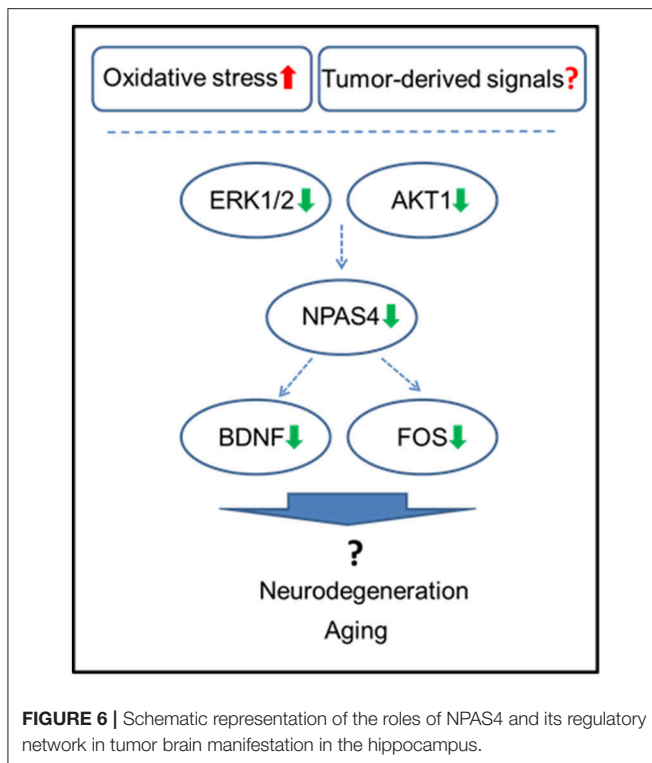 Oxidative stress
Tumor-derived signals?
ERK1/2
AKT1
NPAS4
BDNF
FOS
?
Neurodegeneration
Aging
FIGURE 6 | Schematic representation of the roles of NPAS4 and its regulatory
network in tumor brain manifestation in the hippocampus.